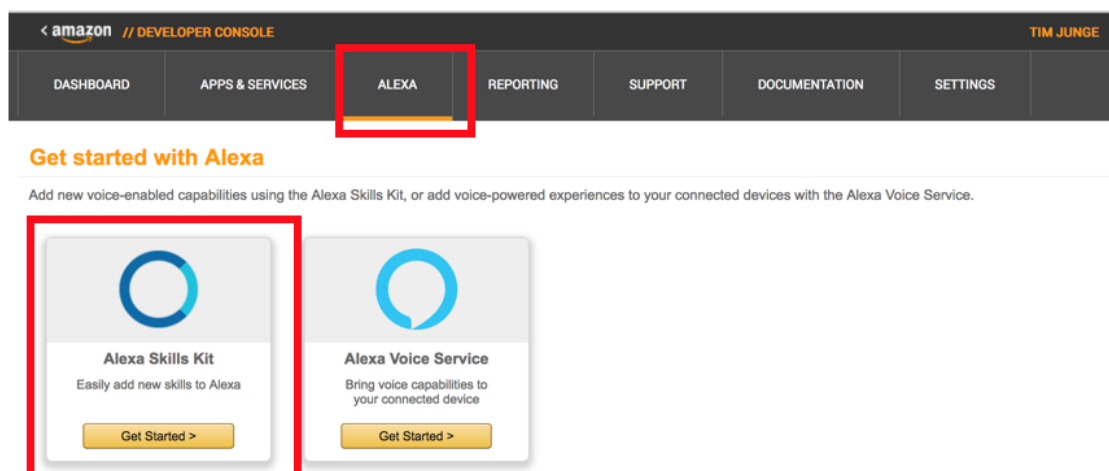 < amazon // DEVELOPER CONSOLE TIM JUNGE
DASHBOARD APPS & SERVICES ALEXA REPORTING SUPPORT DOCUMENTATION SETTINGS
Get started with Alexa
Add new voice-enabled capabilities using the Alexa Skills Kit, or add voice-powered experiences to your connected devices with the Alexa Voice Service.
Alexa Skills Kit
Easily add new skills to Alexa
Get Started >
Alexa Voice Service
Bring voice capabilities to
your connected device
Get Started >